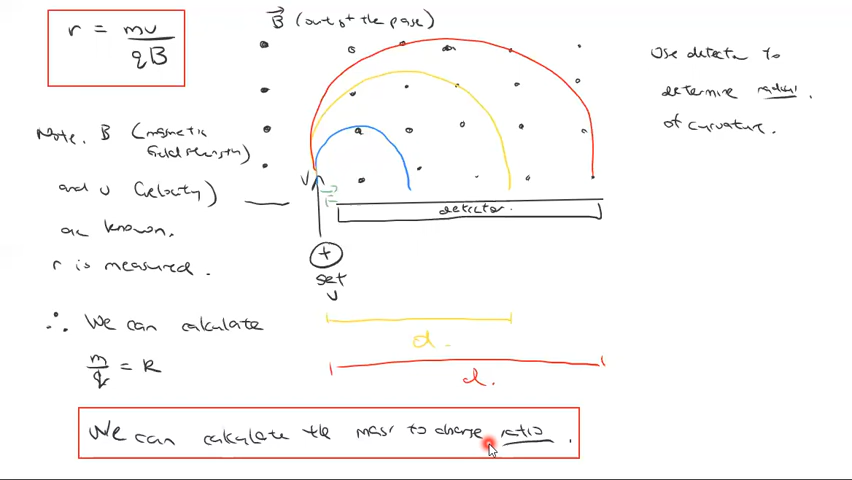 r = mv / qB
B (out of the page)
Use detector to
determine radius
of curvature.
Note, B (magnetic
field strength)
and v (velocity)
are known.
r is measured.
∴ We can calculate
m/q = R
V
F
detector.
+
set
v
d.
d.
We can calculate the mass to charge ratio.